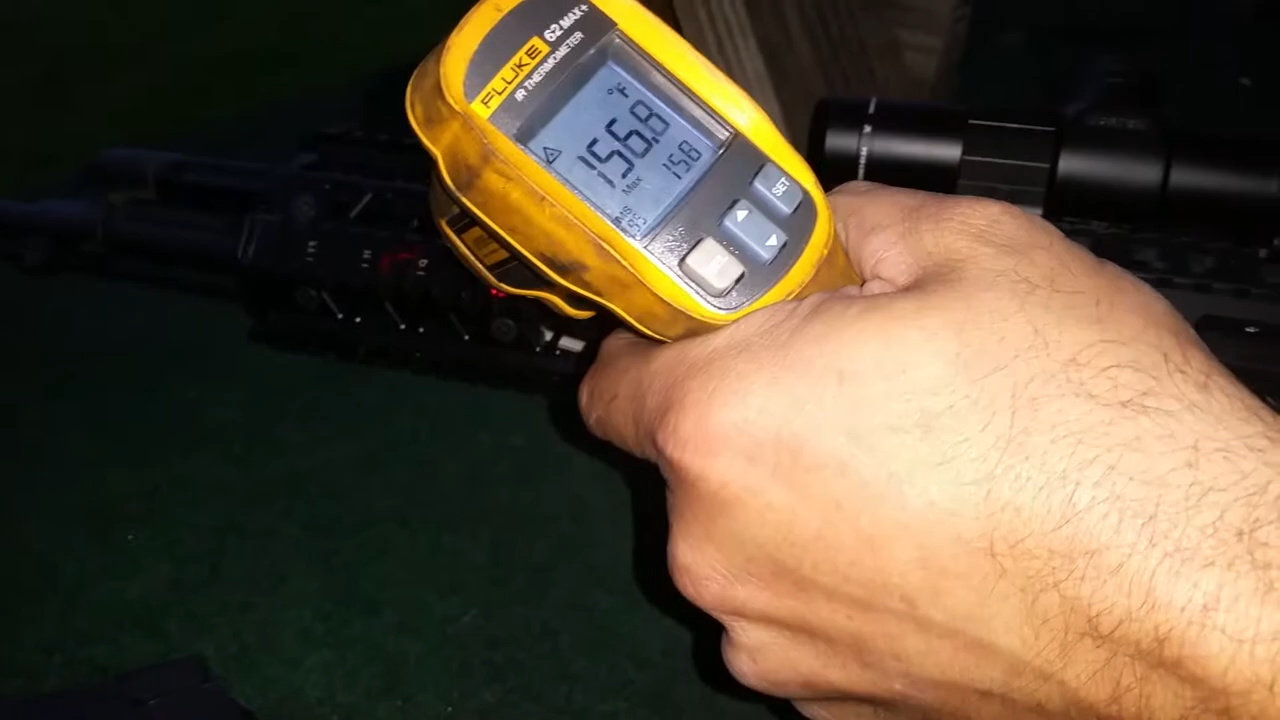 FLUKE 62 MAX+
IR THERMOMETER
°F
156.8
Max 158
SET